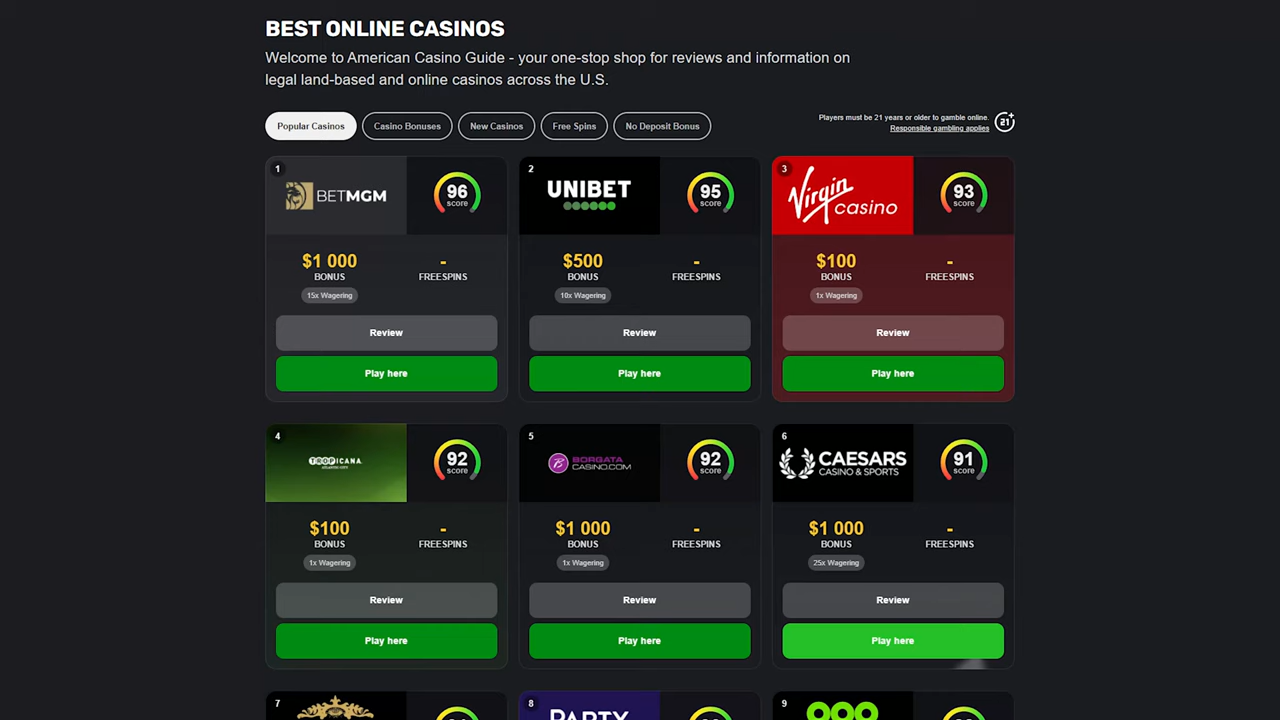 BEST ONLINE CASINOS
Welcome to American Casino Guide - your one-stop shop for reviews and information on
legal land-based and online casinos across the U.S.
Popular Casinos
Casino Bonuses
New Casinos
Free Spins
No Deposit Bonus
Players must be 21 years or older to gamble online.
Responsible gambling applies
21+
1
BETMGM
96
score
$1 000
BONUS
15x Wagering
-
FREESPINS
Review
Play here
2
UNIBET
95
score
$500
BONUS
10x Wagering
-
FREESPINS
Review
Play here
3
Virgin
casino
93
score
$100
BONUS
1x Wagering
-
FREESPINS
Review
Play here
4
TROPICANA
92
score
$100
BONUS
1x Wagering
-
FREESPINS
Review
Play here
5
B
BORGATA
CASINO.COM
92
score
$1 000
BONUS
1x Wagering
-
FREESPINS
Review
Play here
6
CAESARS
CASINO & SPORTS
91
score
$1 000
BONUS
25x Wagering
-
FREESPINS
Review
Play here
7
8
PARTY
9
888